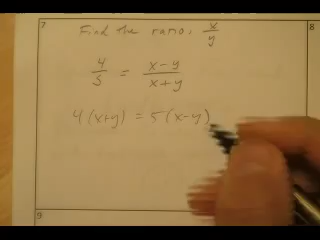 7
8
Find the ratio: x/y
4/5 = x-y/x+y
4(x+y) = 5(x-y)
9